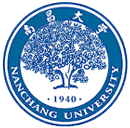 南昌大学
· 1940 ·
NANCHANG UNIVERSITY